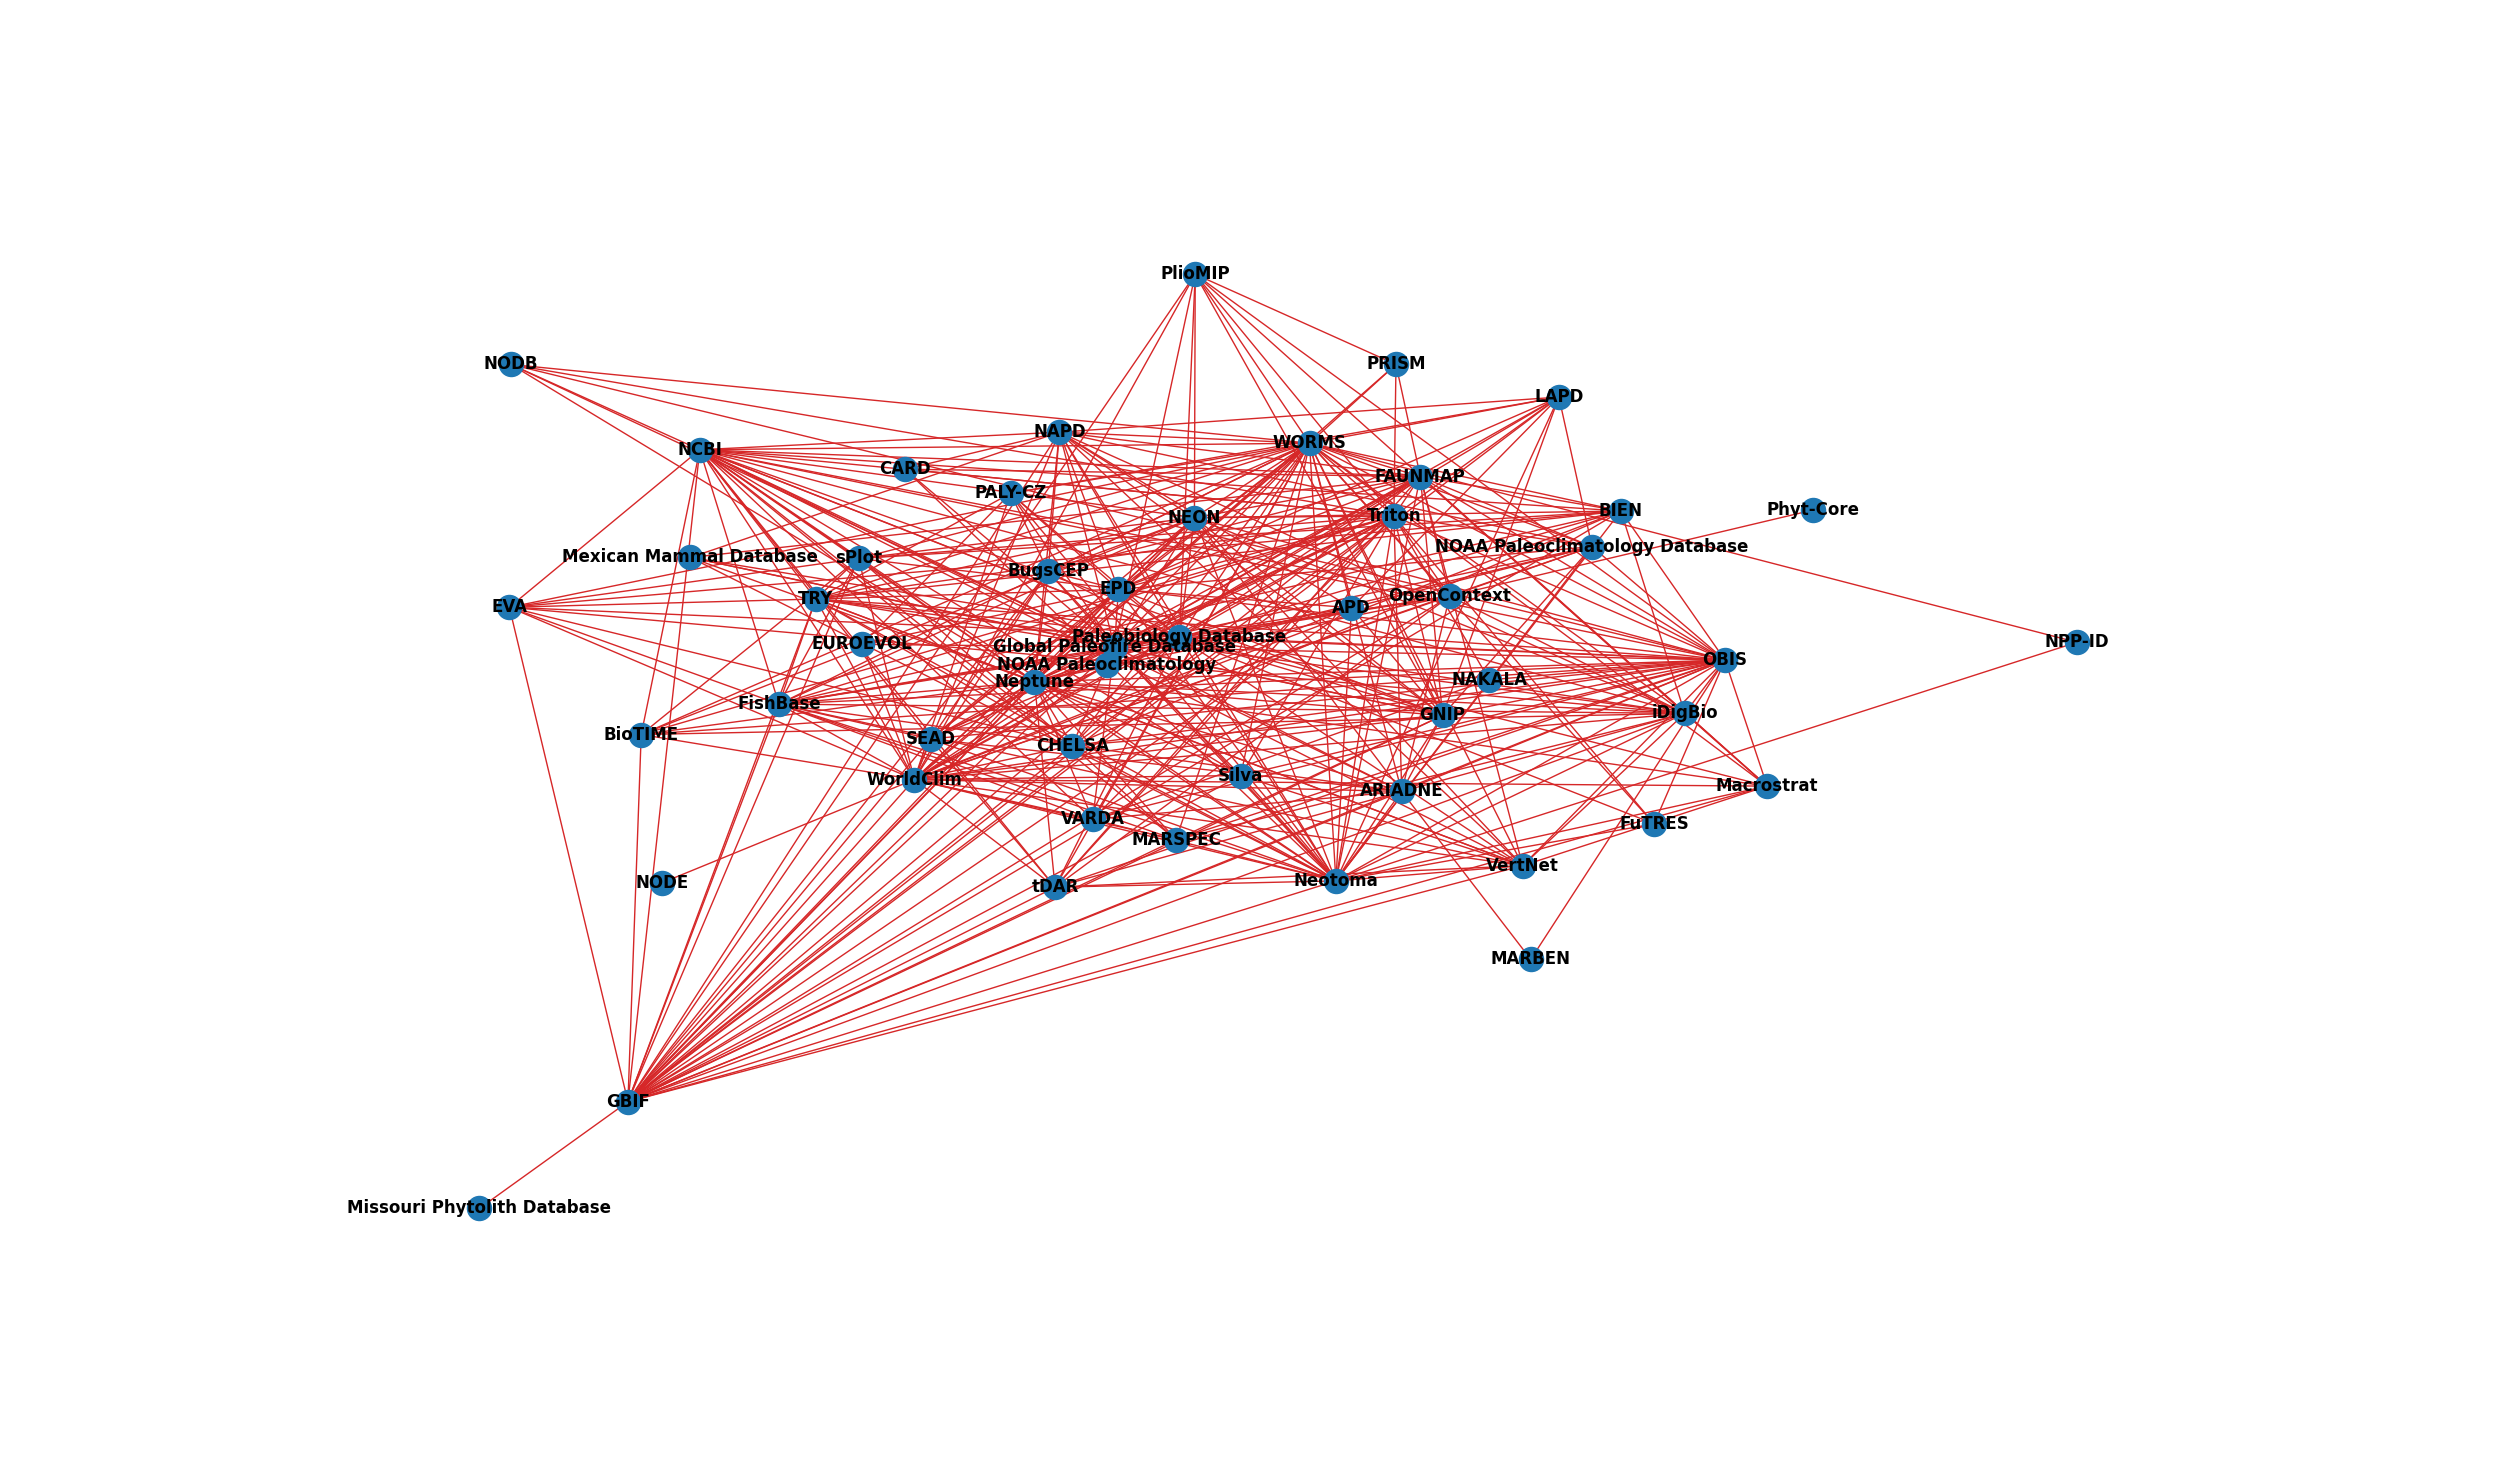 PlioMIP
NODB
PRISM
LAPD
NAPD
WORMS
NCBI
CARD
FAUNMAP
PALY-CZ
BIEN
Phyt-Core
NEON
Triton
NOAA Paleoclimatology Database
Mexican Mammal Database
sPlot
BugsCEP
EPD
OpenContext
TRY
EVA
APD
Paleobiology Database
EUROEVOL
Global Paleofire Database
NPP-ID
OBIS
NOAA Paleoclimatology
Neptune
NAKALA
FishBase
iDigBio
GNIP
BioTIME
SEAD
CHELSA
WorldClim
Silva
Macrostrat
ARIADNE
VARDA
FuTRES
MARSPEC
VertNet
Neotoma
NODE
tDAR
MARBEN
GBIF
Missouri Phytolith Database